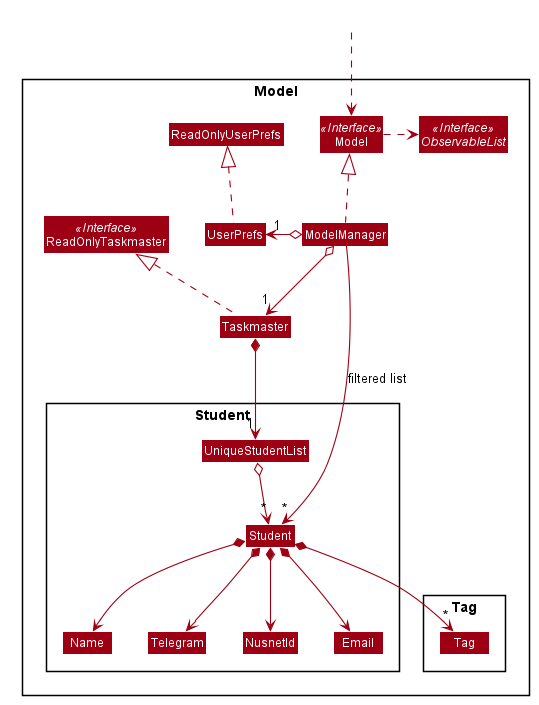 Model
«Interface»
Model
«Interface»
ObservableList
ReadOnlyUserPrefs
«Interface»
ReadOnlyTaskmaster
UserPrefs
1
ModelManager
1
Taskmaster
filtered list
Student
1
UniqueStudentList
*
*
Student
Name
Telegram
NusnetId
Email
Tag
*
Tag